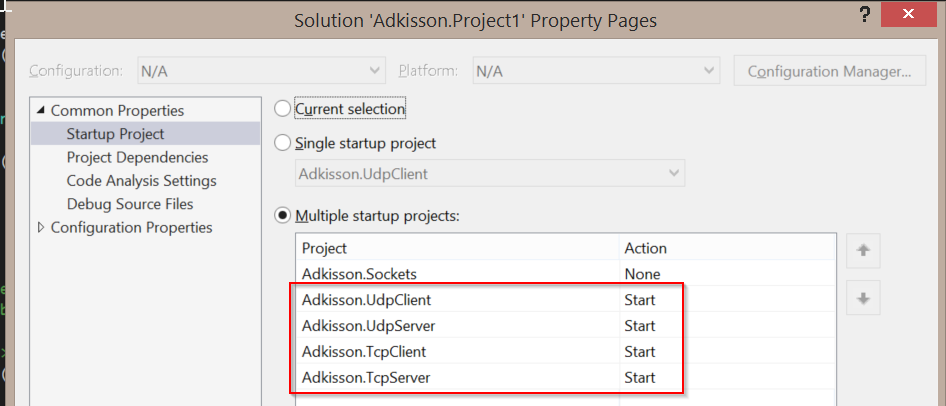 Solution 'Adkisson.Project1' Property Pages
? ×
Configuration: N/A Platform: N/A Configuration Manager...
Common Properties
Startup Project
Project Dependencies
Code Analysis Settings
Debug Source Files
Configuration Properties
Current selection
Single startup project
Adkisson.UdpClient
Multiple startup projects:
Project Action
Adkisson.Sockets None
Adkisson.UdpClient Start
Adkisson.UdpServer Start
Adkisson.TcpClient Start
Adkisson.TcpServer Start